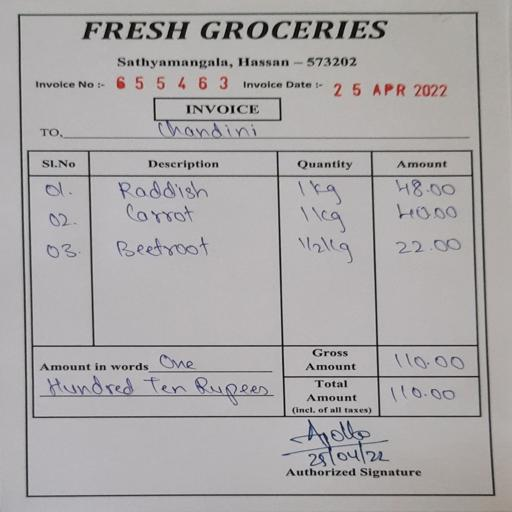 FRESH GROCERIES
Sathyamangala, Hassan – 573202
Invoice No :- 655463 Invoice Date :- 25 APR 2022
INVOICE
TO, Chandini
Sl.No Description Quantity Amount
01. Raddish 1kg 48.00
02. Carrot 1kg 40.00
03. Beetroot 1/2kg 22.00
Amount in words One Hundred Ten Rupees
Gross Amount 110.00
Total Amount (incl. of all taxes) 110.00
25/04/22
Authorized Signature